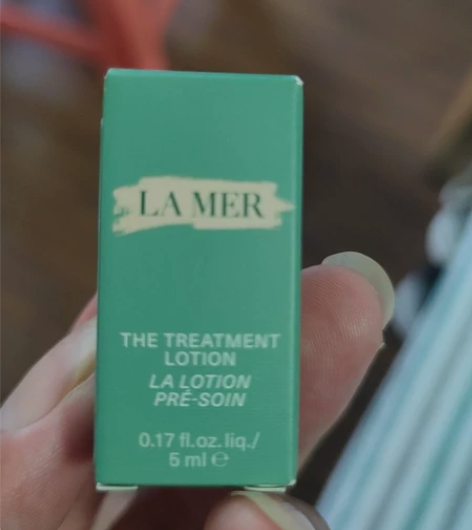 LA MER
THE TREATMENT
LOTION
LA LOTION
PRÉ-SOIN
0.17 fl.oz.liq./
5 ml ℮